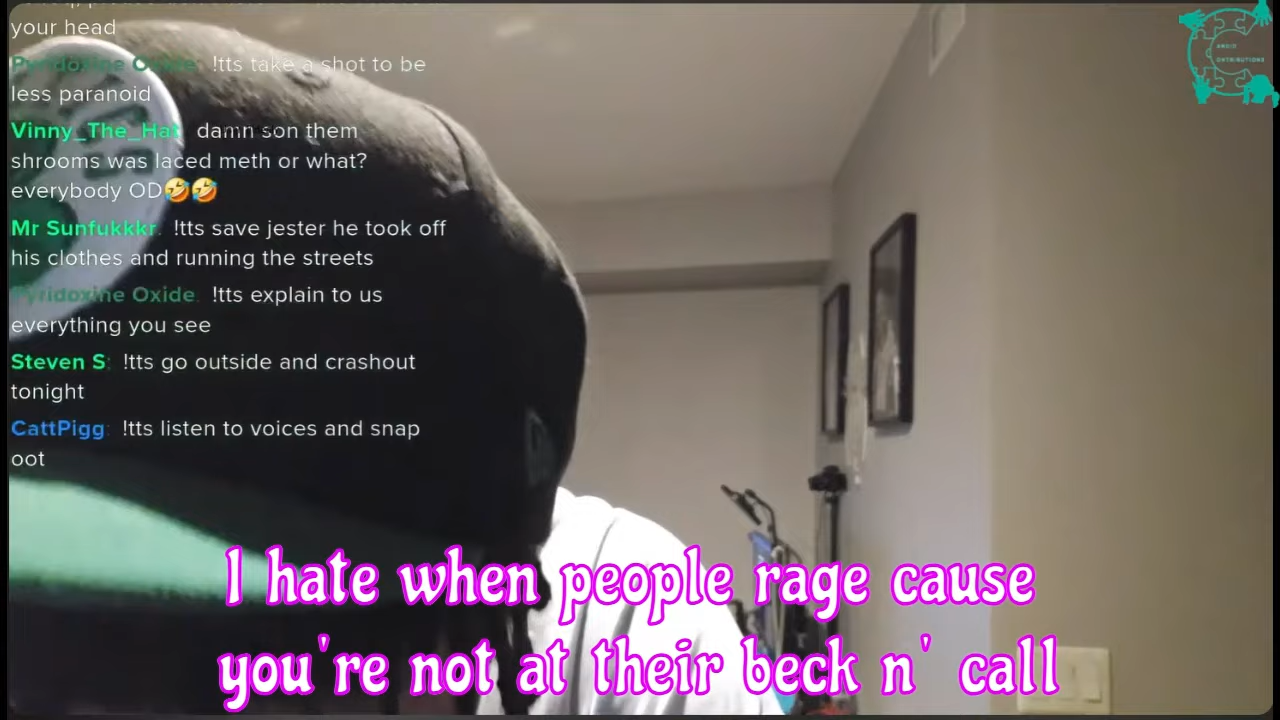 your head
Pyridoxine Oxide: !tts take a shot to be
less paranoid
Vinny_The_Hat: damn son them
shrooms was laced meth or what?
everybody OD🤣🤣
Mr Sunfukkkr: !tts save jester he took off
his clothes and running the streets
Pyridoxine Oxide: !tts explain to us
everything you see
Steven S: !tts go outside and crashout
tonight
CattPigg: !tts listen to voices and snap
oot
I hate when people rage cause
you're not at their beck n' call